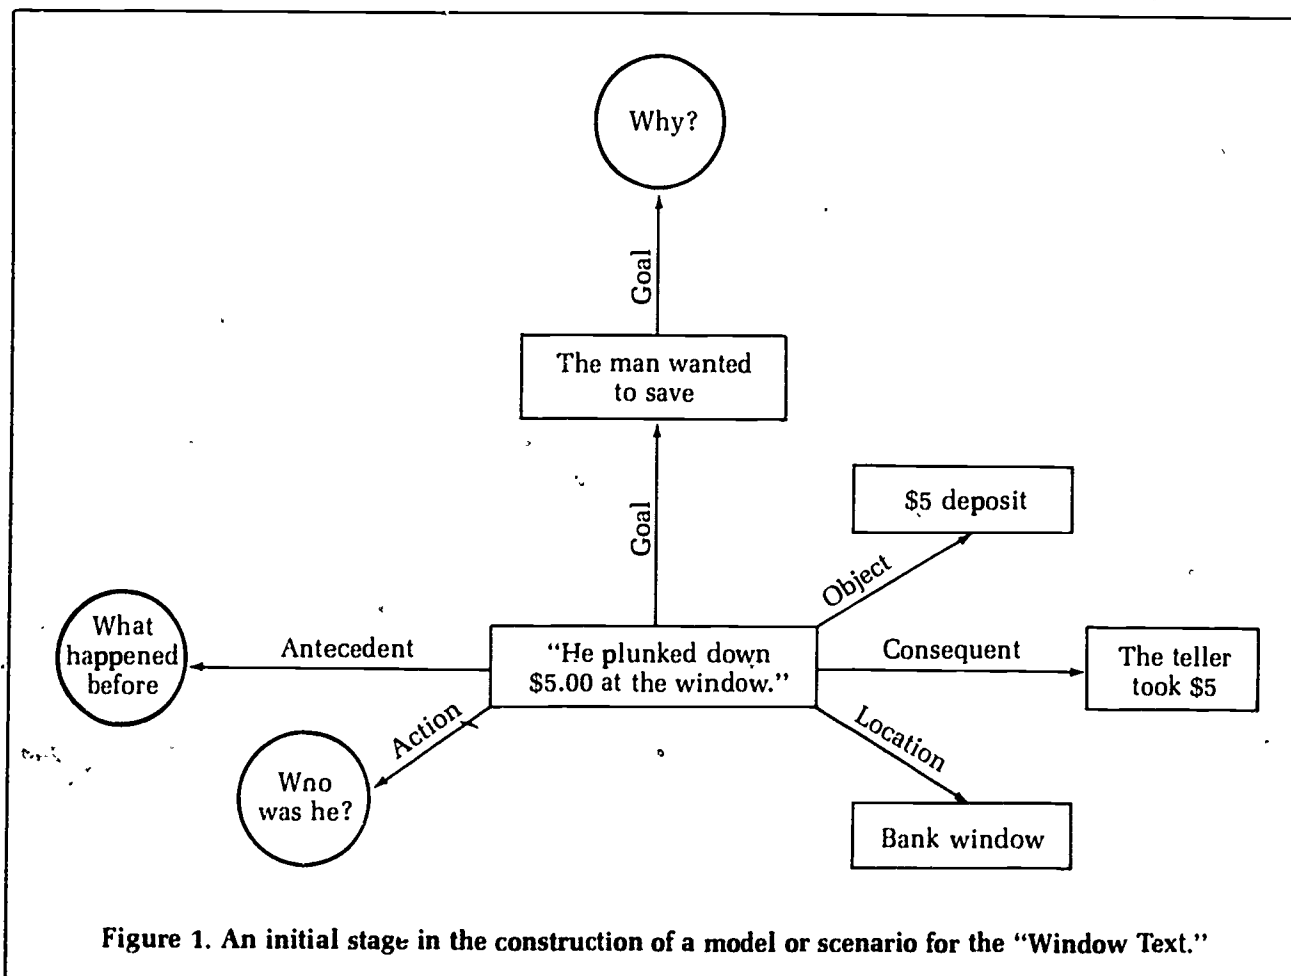 Why?
Goal
The man wanted
to save
Goal
$5 deposit
Object
What
happened
before
Antecedent
“He plunked down
$5.00 at the window.”
Consequent
The teller
took $5
Action
Location
Wno
was he?
Bank window
Figure 1. An initial stage in the construction of a model or scenario for the “Window Text.”